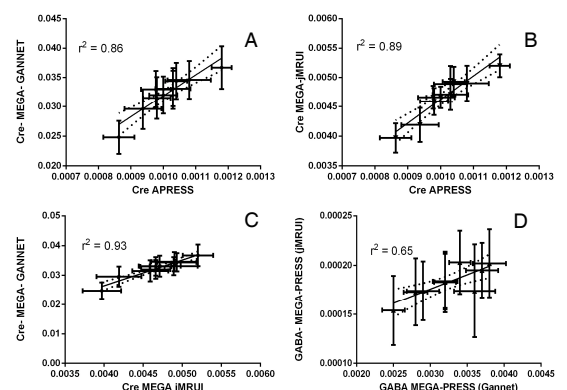 A
r² = 0.86
Cre- MEGA- GANNET
0.045
0.040
0.035
0.030
0.025
0.020
0.0007 0.0008 0.0009 0.0010 0.0011 0.0012 0.0013
Cre APRESS
B
r² = 0.89
Cre MEGA-jMRUI
0.0060
0.0055
0.0050
0.0045
0.0040
0.0035
0.0007 0.0008 0.0009 0.0010 0.0011 0.0012 0.0013
Cre APRESS
C
r² = 0.93
Cre- MEGA- GANNET
0.05
0.04
0.03
0.02
0.01
0.00
0.0035 0.0040 0.0045 0.0050 0.0055 0.0060
Cre MEGA jMRUI
D
r² = 0.65
GABA- MEGA-PRESS (jMRUI)
0.00025
0.00020
0.00015
0.00010
0.0020 0.0025 0.0030 0.0035 0.0040 0.0045
GABA MEGA-PRESS (Gannet)